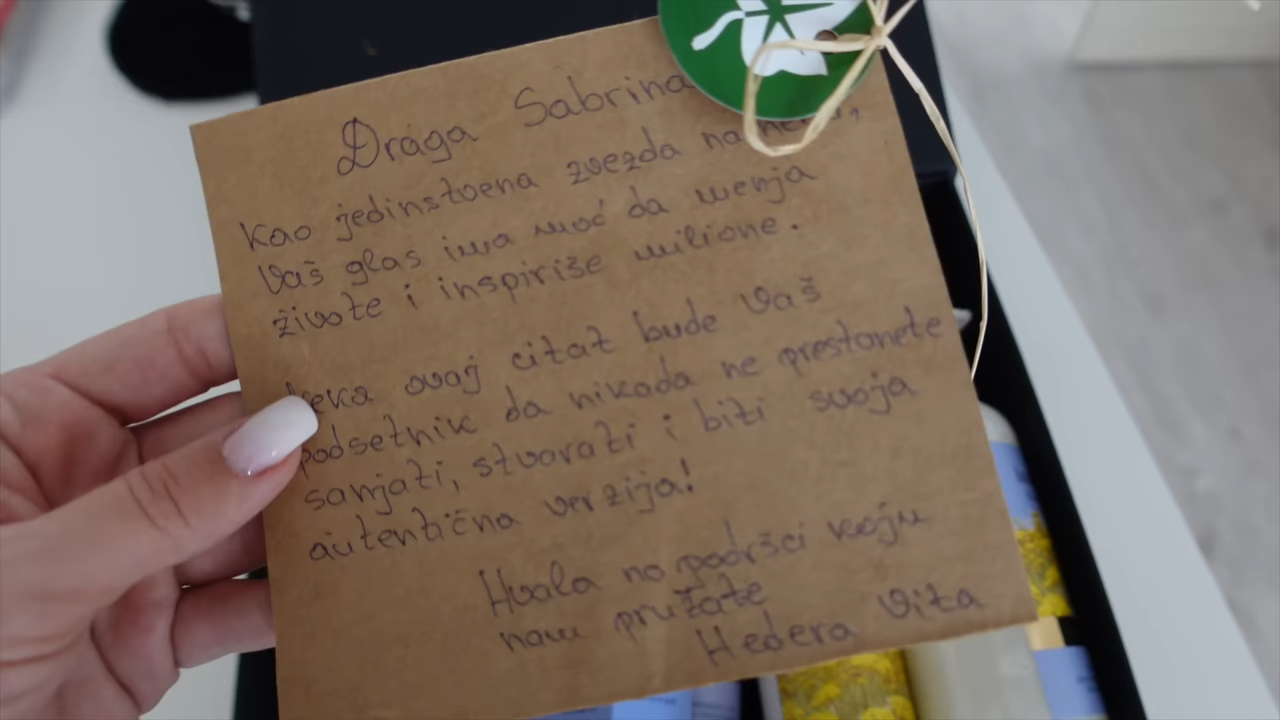 Draga Sabrina
Kao jedinstvena zvezda na
Vaš glas ima moć da menja
živote i inspiriše milione.
Neka ovaj citat bude Vaš
podsetnik da nikada ne prestanete
sanjati, stvarati i biti svoja
autentična verzija!
Hvala na podršci koju
nam pružate
Hedera Vita